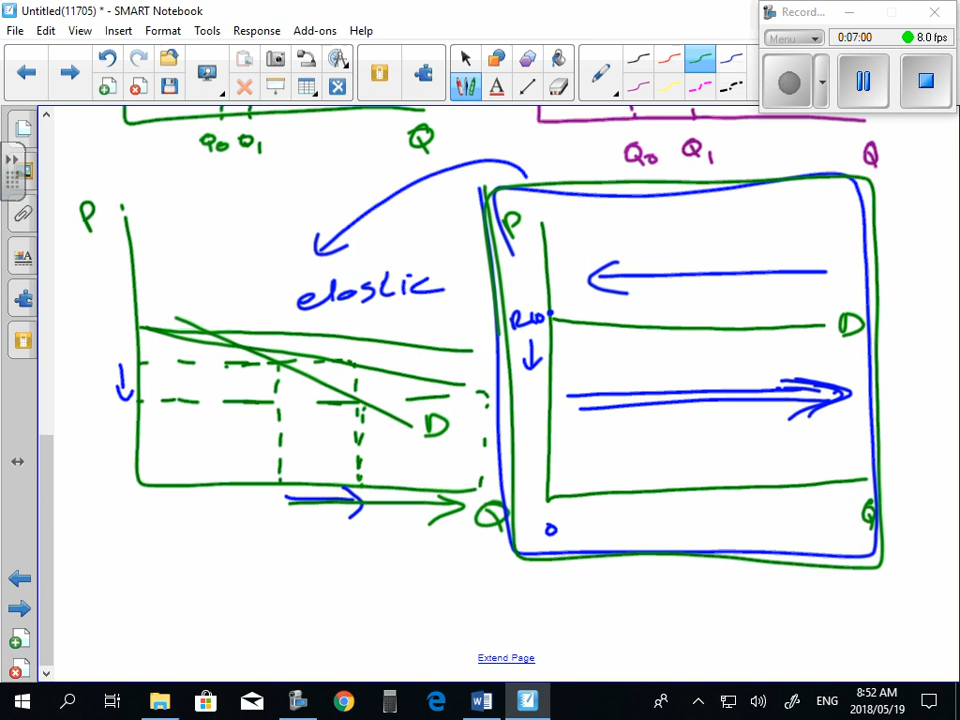 Untitled(11705) * - SMART Notebook
File Edit View Insert Format Tools Response Add-ons Help
Record...
Menu
0:07:00
8.0 fps
Q0 Q1 Q
Q0 Q1 Q
P
P
elastic
R10
D
D
Q
Q
0
Extend Page
ENG
8:52 AM
2018/05/19